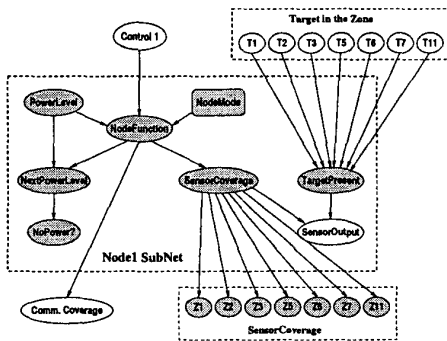 Target in the Zone
Control 1
T1 T2 T3 T5 T6 T7 T11
PowerLevel
NodeMode
NodeFunction
NextPowerLevel
SensorCoverage
TargetPresent
NoPower?
SensorOutput
Node1 SubNet
Comm. Coverage
Z1 Z2 Z3 Z5 Z6 Z7 Z11
SensorCoverage